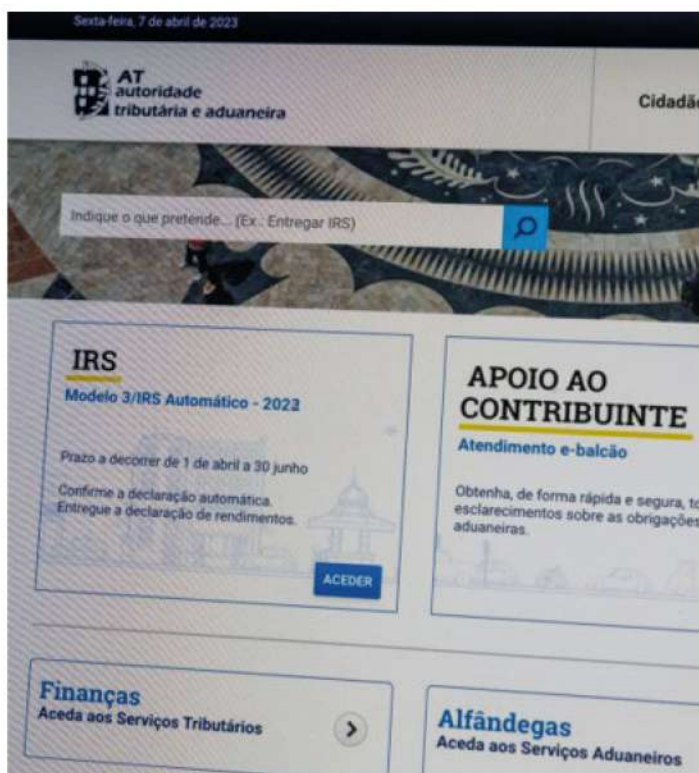 Sexta-feira, 7 de abril de 2023
AT
autoridade
tributária e aduaneira
Cidadão
Indique o que pretende... (Ex.: Entregar IRS)
IRS
Modelo 3/IRS Automático - 2022
Prazo a decorrer de 1 de abril a 30 junho
Confirme a declaração automática.
Entregue a declaração de rendimentos.
ACEDER
APOIO AO
CONTRIBUINTE
Atendimento e-balcão
Obtenha, de forma rápida e segura,
esclarecimentos sobre as obrigações
aduaneiras.
Finanças
Aceda aos Serviços Tributários
Alfândegas
Aceda aos Serviços Aduaneiros